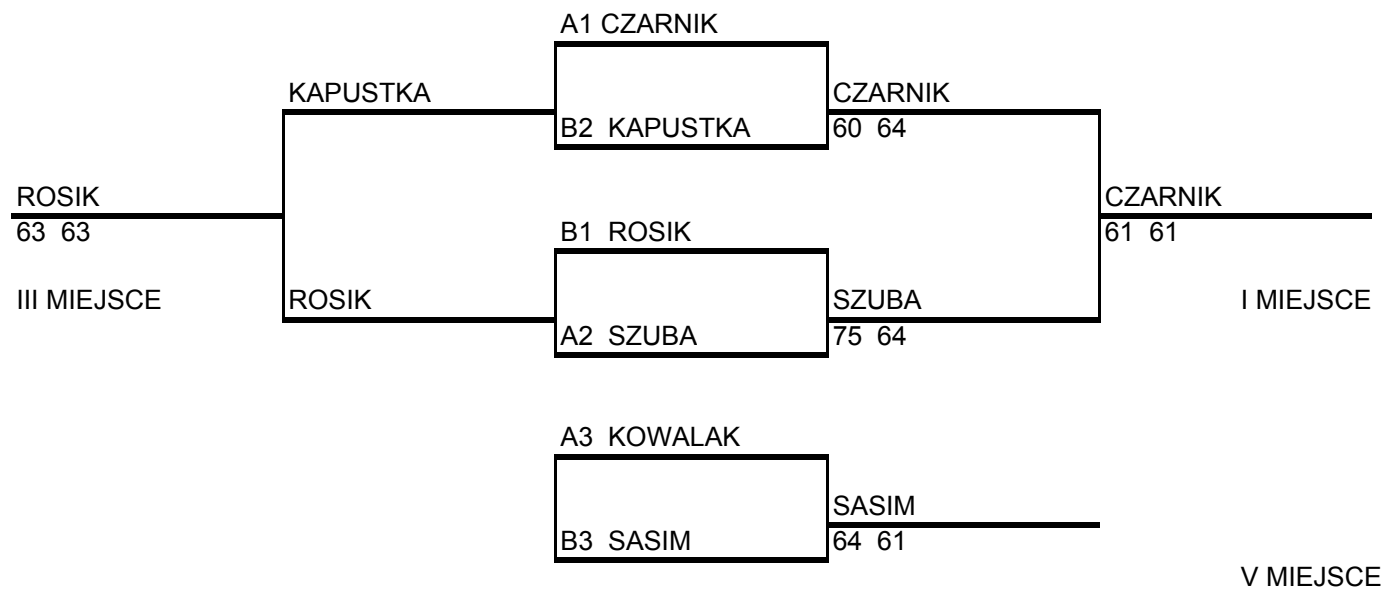 A1 CZARNIK
KAPUSTKA
CZARNIK
B2 KAPUSTKA
60 64
ROSIK
CZARNIK
63 63
B1 ROSIK
61 61
III MIEJSCE
ROSIK
SZUBA
I MIEJSCE
A2 SZUBA
75 64
A3 KOWALAK
SASIM
B3 SASIM
64 61
V MIEJSCE